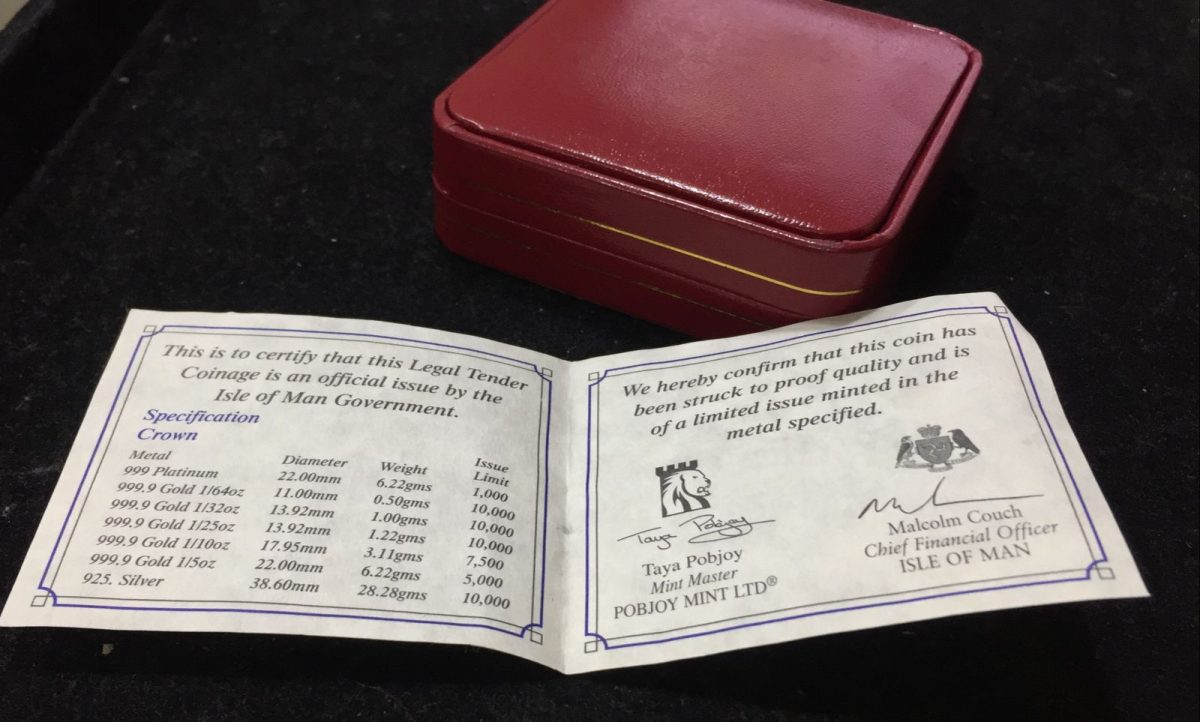 This is to certify that this Legal Tender
Coinage is an official issue by the
Isle of Man Government.
Specification
Crown
Metal Diameter Weight Issue Limit
999 Platinum 22.00mm 6.22gms 1,000
999.9 Gold 1/64oz 11.00mm 0.50gms 10,000
999.9 Gold 1/32oz 13.92mm 1.00gms 10,000
999.9 Gold 1/25oz 13.92mm 1.22gms 10,000
999.9 Gold 1/10oz 17.95mm 3.11gms 7,500
999.9 Gold 1/5oz 22.00mm 6.22gms 5,000
925. Silver 38.60mm 28.28gms 10,000
We hereby confirm that this coin has
been struck to proof quality and is
of a limited issue minted in the
metal specified.
Taya Pobjoy
Taya Pobjoy
Mint Master
POBJOY MINT LTD®
Malcolm Couch
Chief Financial Officer
ISLE OF MAN